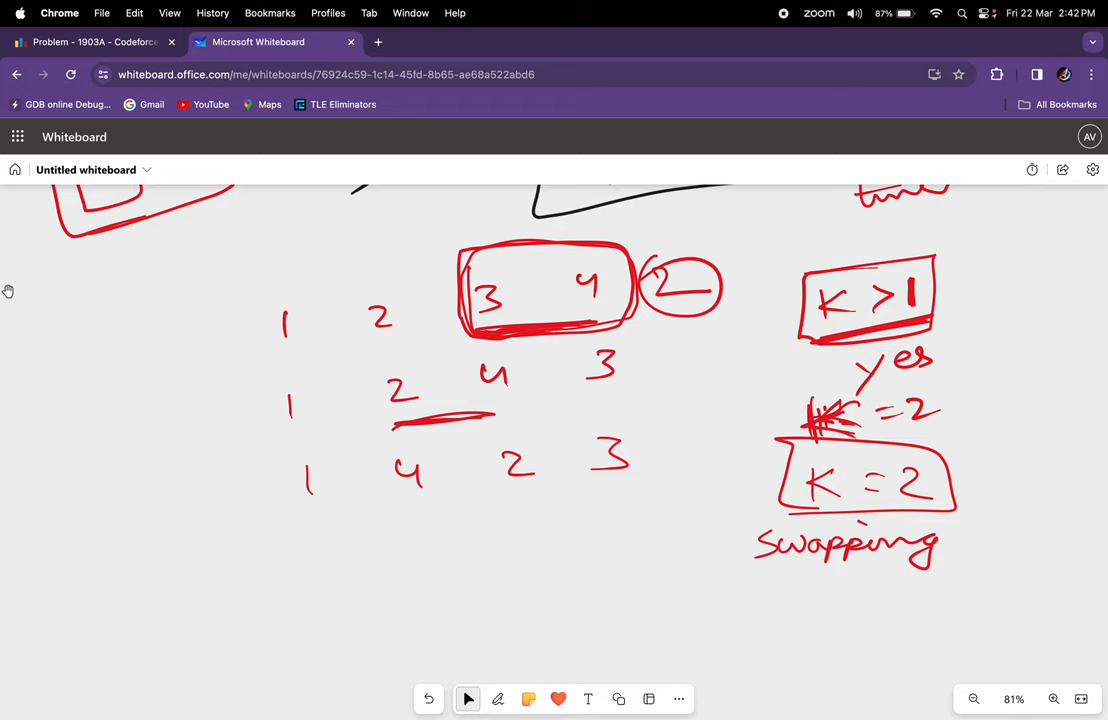 Chrome File Edit View History Bookmarks Profiles Tab Window Help zoom 87% Fri 22 Mar 2:42 PM
Problem - 1903A - Codeforce Microsoft Whiteboard
whiteboard.office.com/me/whiteboards/76924c59-1c14-45fd-8b65-ae68a522abd6
GDB online Debug... Gmail YouTube Maps TLE Eliminators All Bookmarks
Whiteboard AV
Untitled whiteboard
1 2 3 4 2 K > 1
4 3 yes
1 2 = 2
1 4 2 3 K = 2
swapping
81%